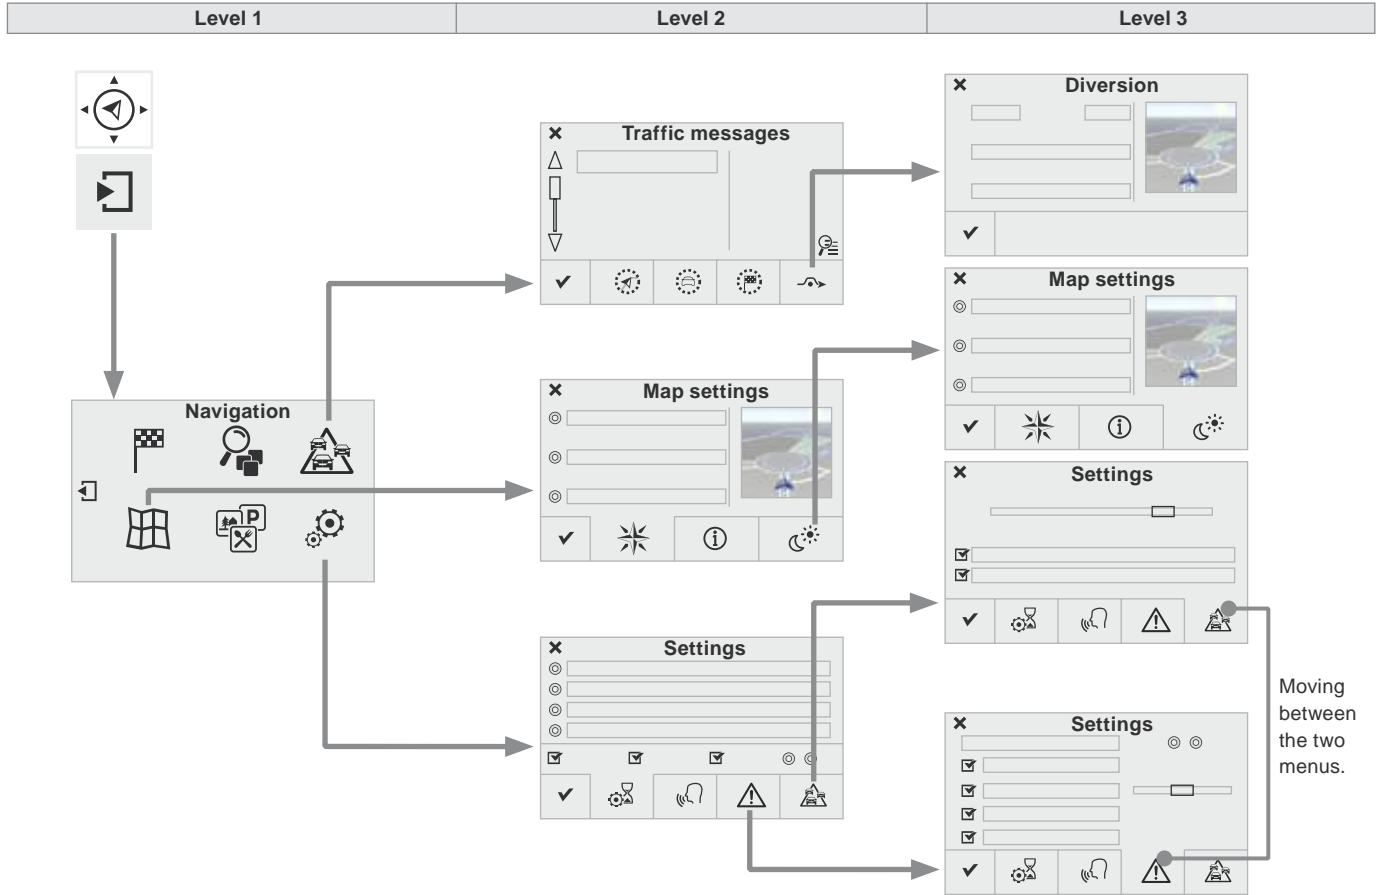 Level 1
Level 2
Level 3
Diversion
Traffic messages
Map settings
Map settings
Navigation
P
i
i
Settings
Settings
Moving
between
the two
menus.
Settings